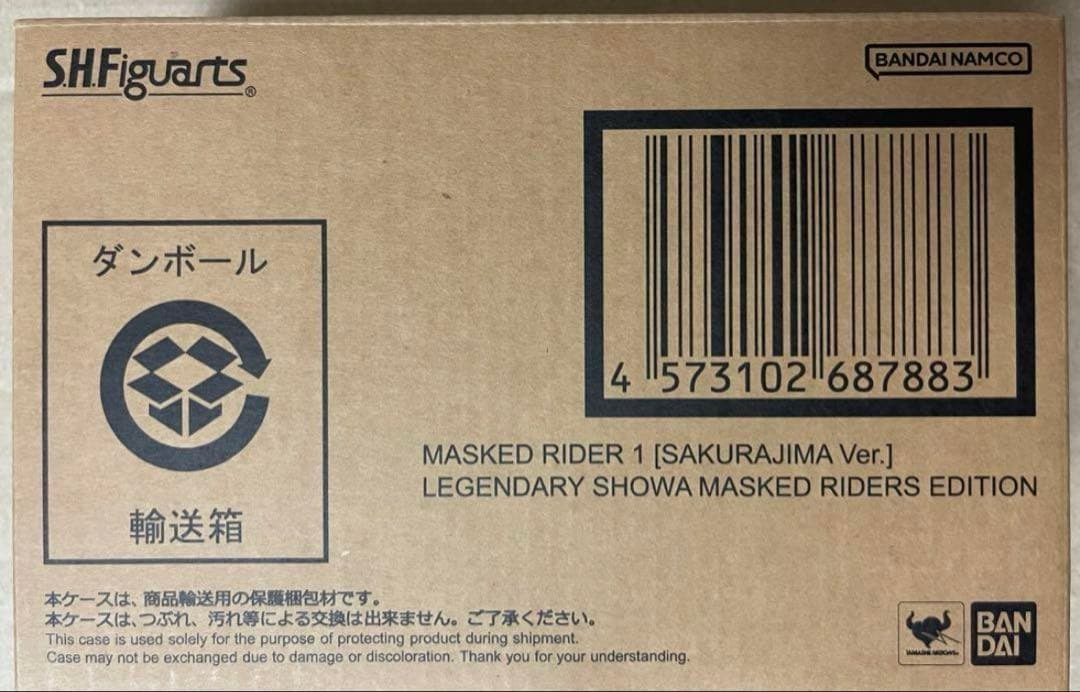 S.H.Figuarts®
BANDAI NAMCO
4 573102 687883
MASKED RIDER 1 [SAKURAJIMA Ver.]
LEGENDARY SHOWA MASKED RIDERS EDITION
ダンボール
輸送箱
本ケースは、商品輸送用の保護梱包材です。
本ケースは、つぶれ、汚れ等による交換は出来ません。ご了承ください。
This case is used solely for the purpose of protecting product during shipment.
Case may not be exchanged due to damage or discoloration. Thank you for your understanding.
TAMASHII NATIONS
BAN
DAI